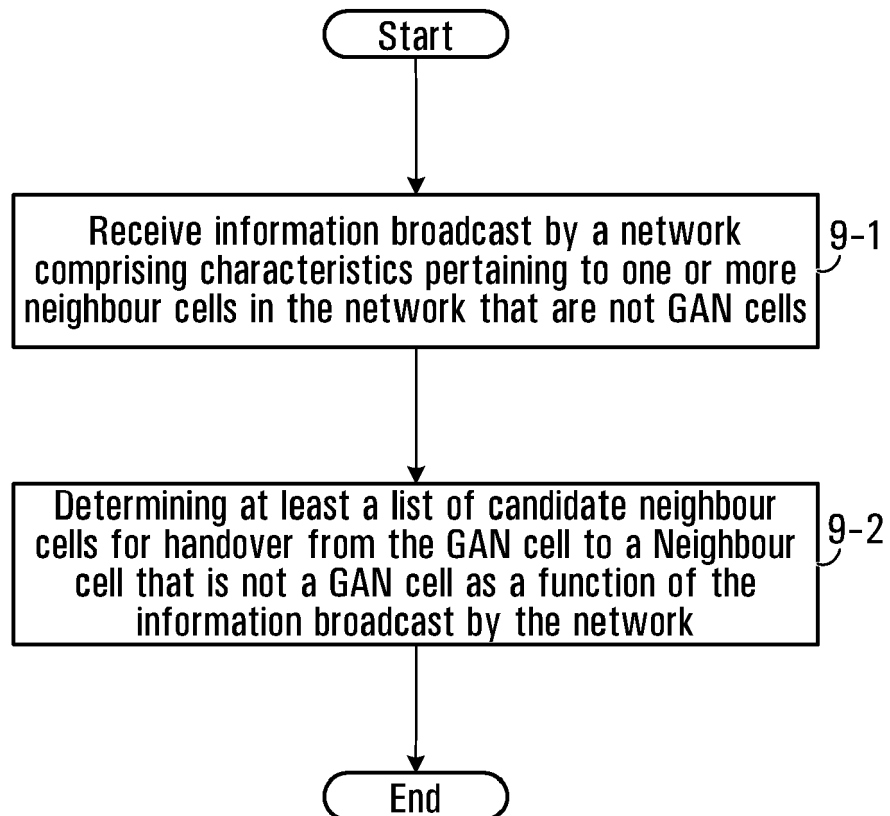 Start
Receive information broadcast by a network
comprising characteristics pertaining to one or more
neighbour cells in the network that are not GAN cells
9-1
Determining at least a list of candidate neighbour
cells for handover from the GAN cell to a Neighbour
cell that is not a GAN cell as a function of the
information broadcast by the network
9-2
End